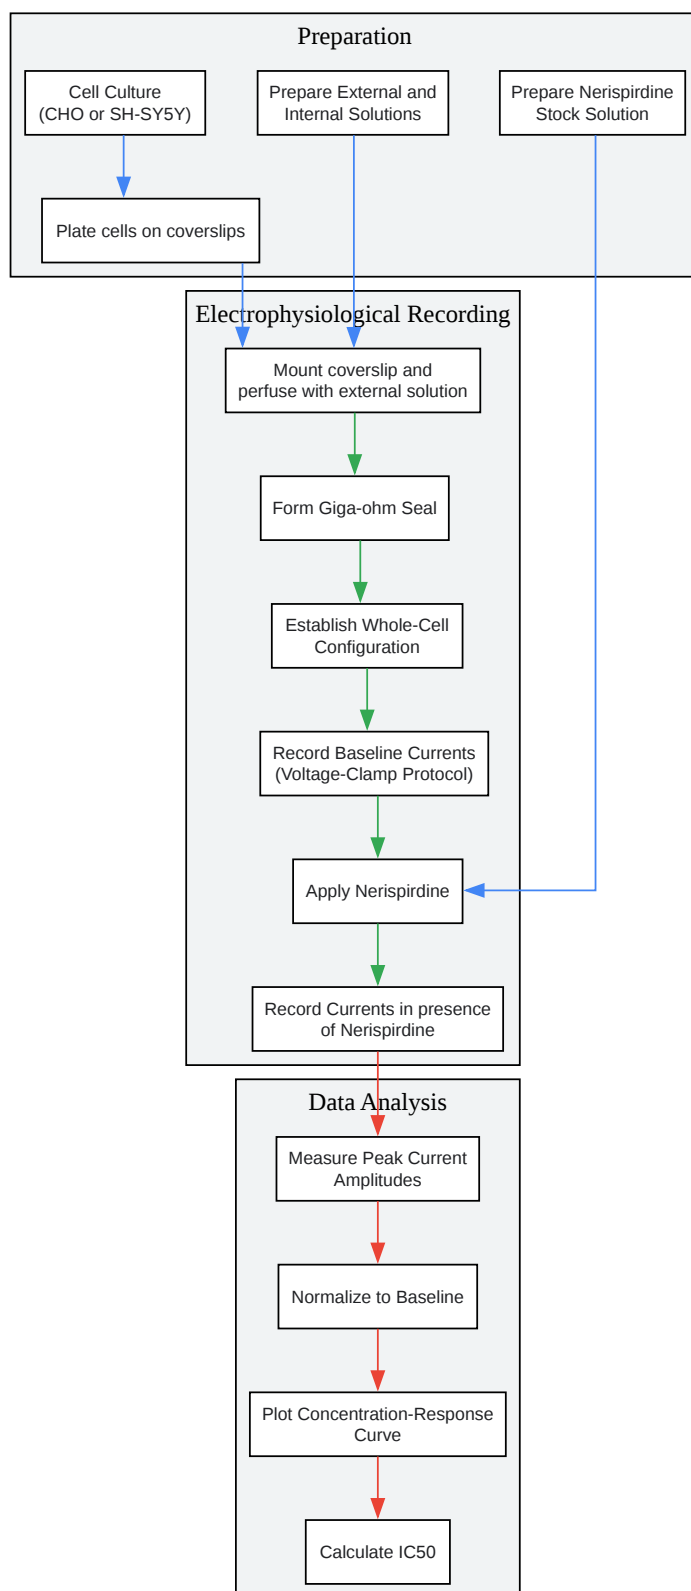 Preparation
Cell Culture
(CHO or SH-SY5Y)
Prepare External and
Internal Solutions
Prepare Nerispirdine
Stock Solution
Plate cells on coverslips
Electrophysiological Recording
Mount coverslip and
perfuse with external solution
Form Giga-ohm Seal
Establish Whole-Cell
Configuration
Record Baseline Currents
(Voltage-Clamp Protocol)
Apply Nerispirdine
Record Currents in presence
of Nerispirdine
Data Analysis
Measure Peak Current
Amplitudes
Normalize to Baseline
Plot Concentration-Response
Curve
Calculate IC50